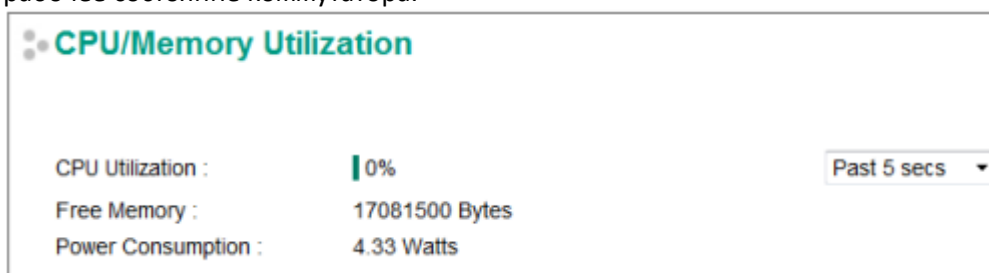 CPU/Memory Utilization
CPU Utilization : 0% Past 5 secs
Free Memory : 17081500 Bytes
Power Consumption : 4.33 Watts